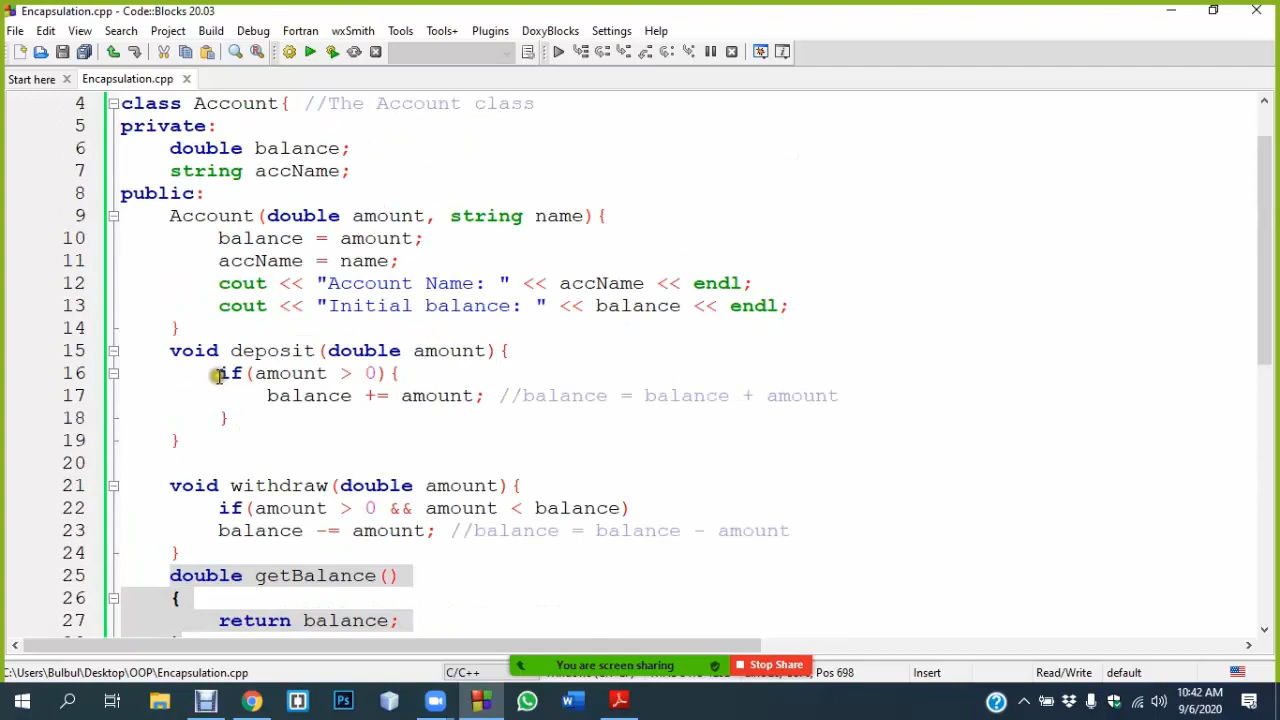 Encapsulation.cpp - Code::Blocks 20.03
File Edit View Search Project Build Debug Fortran wxSmith Tools Tools+ Plugins DoxyBlocks Settings Help
Start here Encapsulation.cpp
4 class Account{ //The Account class
5 private:
6 double balance;
7 string accName;
8 public:
9 Account(double amount, string name){
10 balance = amount;
11 accName = name;
12 cout << "Account Name: " << accName << endl;
13 cout << "Initial balance: " << balance << endl;
14 }
15 void deposit(double amount){
16 if(amount > 0){
17 balance += amount; //balance = balance + amount
18 }
19 }
20
21 void withdraw(double amount){
22 if(amount > 0 && amount < balance)
23 balance -= amount; //balance = balance - amount
24 }
25 double getBalance()
26 {
27 return balance;
You are screen sharing Stop Share
C:\Users\Bulbul\Desktop\OOP\Encapsulation.cpp C/C++ Pos 698 Insert Read/Write default
10:42 AM
9/6/2020